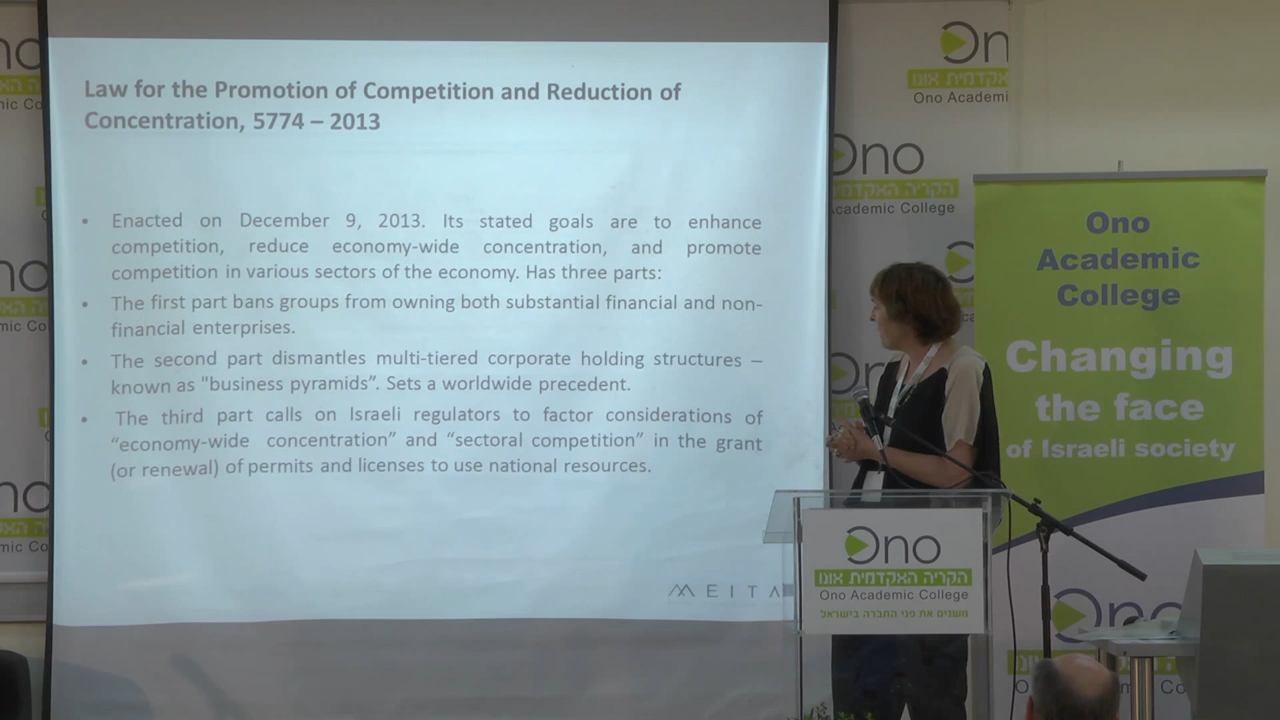 Law for the Promotion of Competition and Reduction of
Concentration, 5774 – 2013
• Enacted on December 9, 2013. Its stated goals are to enhance
competition, reduce economy-wide concentration, and promote
competition in various sectors of the economy. Has three parts:
• The first part bans groups from owning both substantial financial and non-
financial enterprises.
• The second part dismantles multi-tiered corporate holding structures –
known as "business pyramids”. Sets a worldwide precedent.
• The third part calls on Israeli regulators to factor considerations of
“economy-wide concentration” and “sectoral competition” in the grant
(or renewal) of permits and licenses to use national resources.
MEITA
On
אקדמית אונו
Ono Academi
Ono
הקריה האקדמית
Academic College
Ono
Academic
College
Changing
the face
of Israeli society
Ono
הקריה האקדמית אונו
Ono Academic College
משנים את פני החברה בישראל
Ono